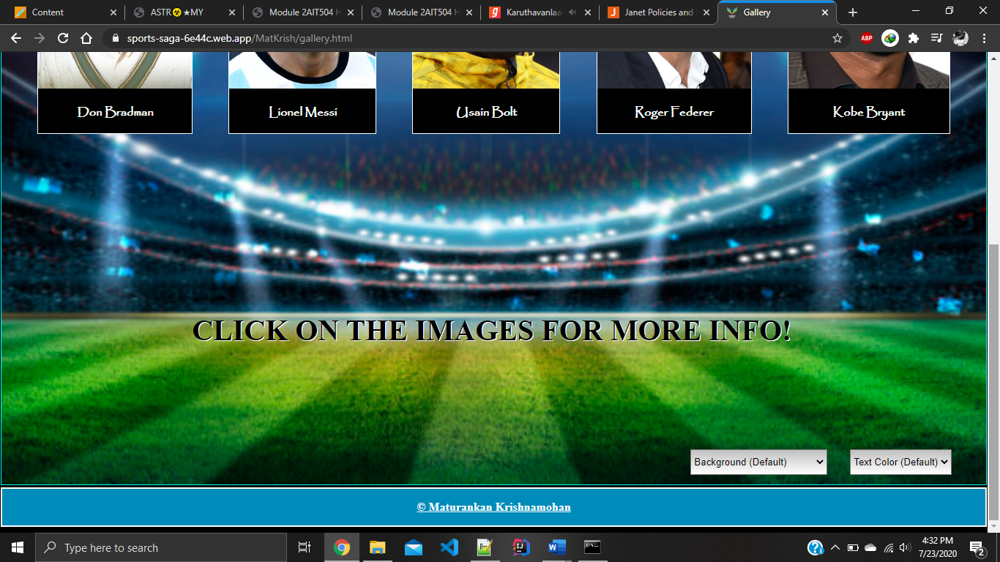 Content
ASTR☢★MY
Module 2AIT504 H
Module 2AIT504 H
Karuthavanlaa
Janet Policies and
Gallery
sports-saga-6e44c.web.app/MatKrish/gallery.html
ABP
Don Bradman
Lionel Messi
Usain Bolt
Roger Federer
Kobe Bryant
CLICK ON THE IMAGES FOR MORE INFO!
Background (Default)
Text Color (Default)
© Maturankan Krishnamohan
Type here to search
4:32 PM
7/23/2020
2